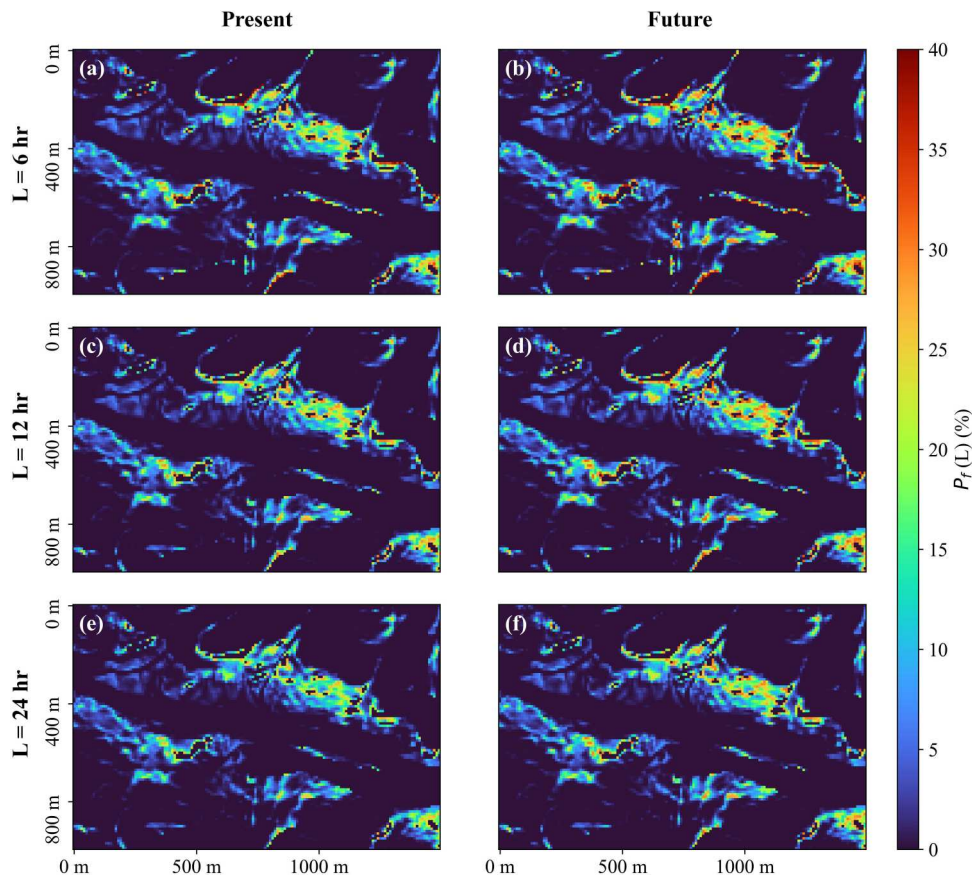 Present
Future
L = 6 hr
0 m
400 m
800 m
(a)
(b)
L = 12 hr
0 m
400 m
800 m
(c)
(d)
L = 24 hr
0 m
400 m
800 m
(e)
(f)
0 m
500 m
1000 m
0 m
500 m
1000 m
40
35
30
25
20
15
10
5
0
P_f (L) (%)